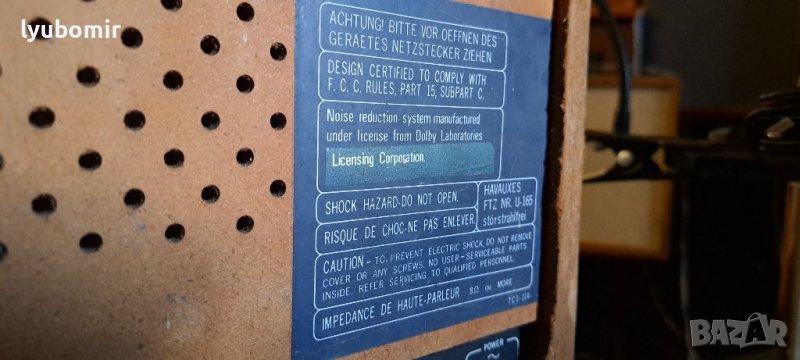 lyubomir
ACHTUNG! BITTE VOR OEFFNEN DES
GERAETES NETZSTECKER ZIEHEN
DESIGN CERTIFIED TO COMPLY WITH
F. C. C. RULES, PART 15, SUBPART C.
Noise reduction system manufactured
under license from Dolby Laboratories
Licensing Corporation.
SHOCK HAZARD-DO NOT OPEN.
RISQUE DE CHOC-NE PAS ENLEVER.
HAVAUXES
FTZ NR. U-165
störstrahlfrei
CAUTION - TO PREVENT ELECTRIC SHOCK, DO NOT REMOVE
COVER OR ANY SCREWS. NO USER-SERVICEABLE PARTS
INSIDE. REFER SERVICING TO QUALIFIED PERSONNEL.
IMPEDANCE DE HAUTE-PARLEUR 8Ω ou MORE
POWER
BAZAR.BG